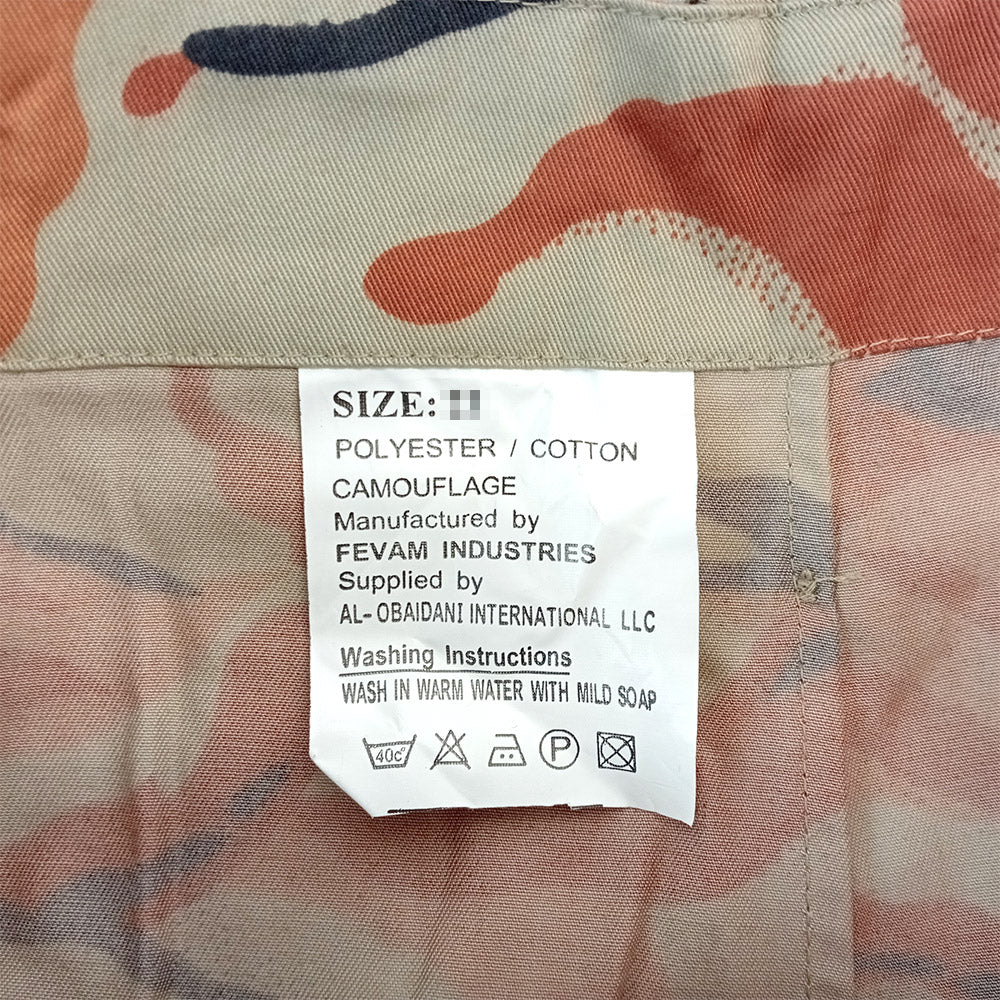 SIZE:
POLYESTER / COTTON
CAMOUFLAGE
Manufactured by
FEVAM INDUSTRIES
Supplied by
AL-OBAIDANI INTERNATIONAL LLC
Washing Instructions
WASH IN WARM WATER WITH MILD SOAP
40c° P